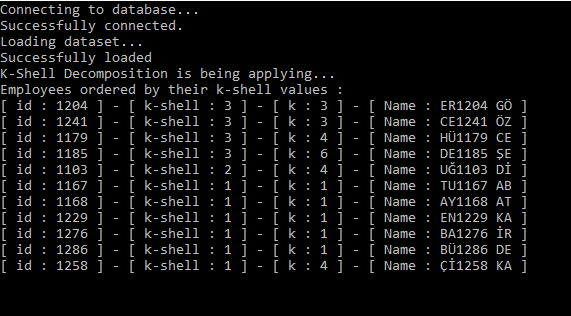 Connecting to database...
Successfully connected.
Loading dataset...
Successfully loaded
K-Shell Decomposition is being applying...
Employees ordered by their k-shell values :
[ id : 1204 ] - [ k-shell : 3 ] - [ k : 3 ] - [ Name : ER1204 GÖ ]
[ id : 1241 ] - [ k-shell : 3 ] - [ k : 3 ] - [ Name : CE1241 ÖZ ]
[ id : 1179 ] - [ k-shell : 3 ] - [ k : 4 ] - [ Name : HÜ1179 CE ]
[ id : 1185 ] - [ k-shell : 3 ] - [ k : 6 ] - [ Name : DE1185 ŞE ]
[ id : 1103 ] - [ k-shell : 2 ] - [ k : 4 ] - [ Name : UĞ1103 Dİ ]
[ id : 1167 ] - [ k-shell : 1 ] - [ k : 1 ] - [ Name : TU1167 AB ]
[ id : 1168 ] - [ k-shell : 1 ] - [ k : 1 ] - [ Name : AY1168 AT ]
[ id : 1229 ] - [ k-shell : 1 ] - [ k : 1 ] - [ Name : EN1229 KA ]
[ id : 1276 ] - [ k-shell : 1 ] - [ k : 1 ] - [ Name : BA1276 İR ]
[ id : 1286 ] - [ k-shell : 1 ] - [ k : 1 ] - [ Name : BÜ1286 DE ]
[ id : 1258 ] - [ k-shell : 1 ] - [ k : 4 ] - [ Name : Çİ1258 KA ]